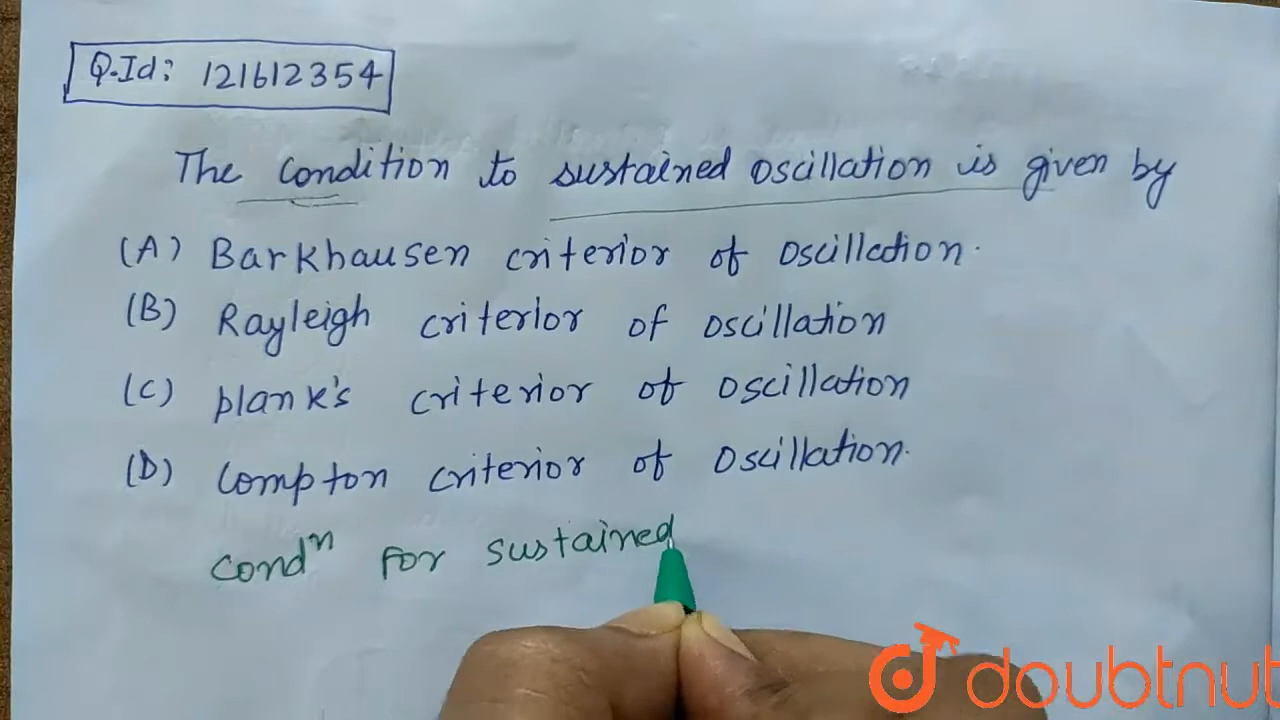 Q.Id: 121612354
The condition to sustained oscillation is given by
(A) Barkhausen criterior of oscillation.
(B) Rayleigh criterior of oscillation
(C) plank's criterior of oscillation
(D) Compton criterior of oscillation.
condⁿ For sustained
doubtnut